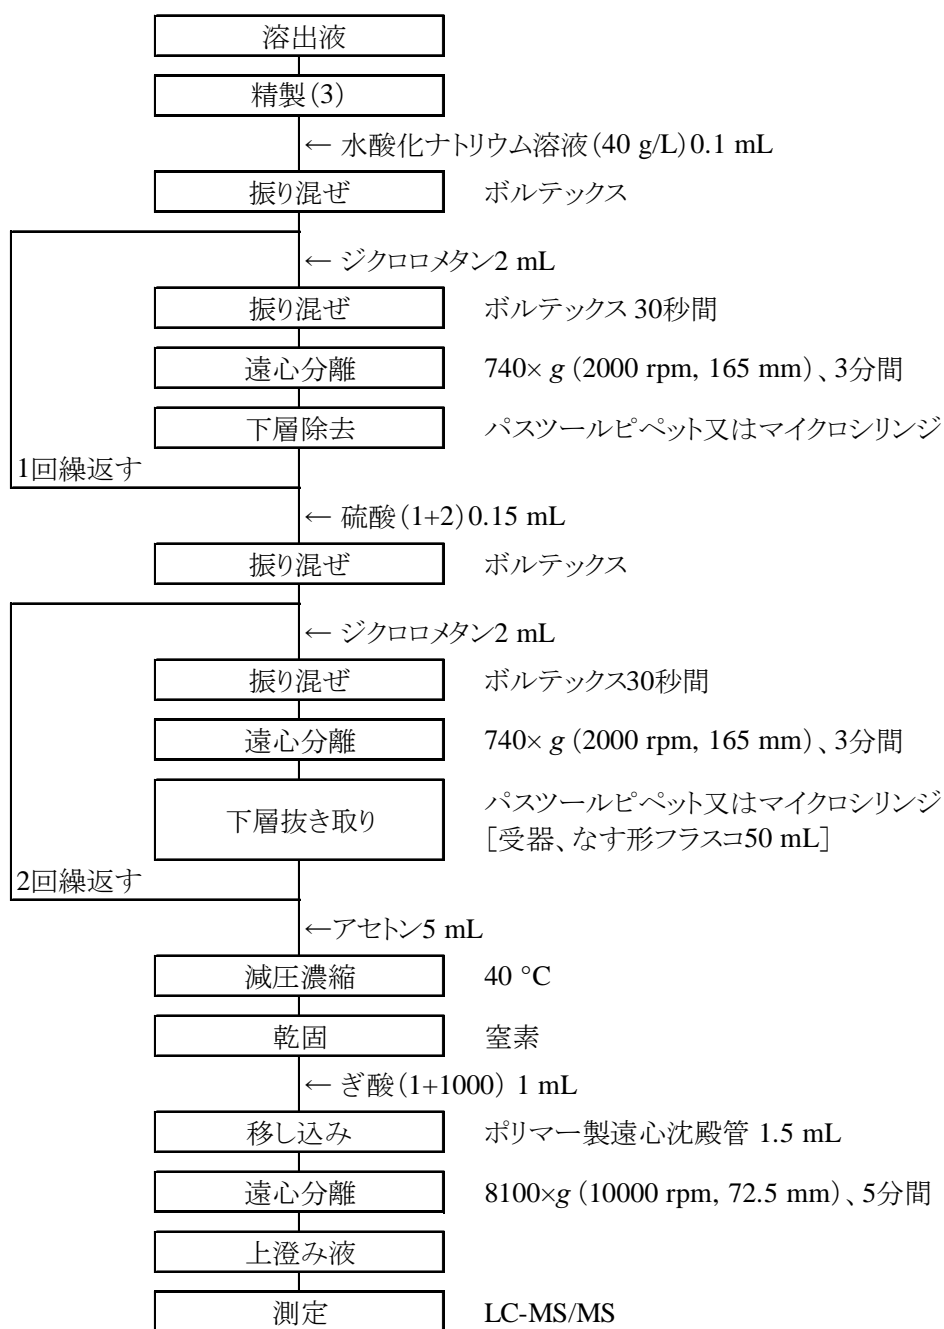 溶出液
精製(3)
← 水酸化ナトリウム溶液(40 g/L)0.1 mL
振り混ぜ ボルテックス
← ジクロロメタン2 mL
振り混ぜ ボルテックス 30秒間
遠心分離 740× g (2000 rpm, 165 mm)、3分間
下層除去 パスツールピペット又はマイクロシリンジ
1回繰返す
← 硫酸(1+2)0.15 mL
振り混ぜ ボルテックス
← ジクロロメタン2 mL
振り混ぜ ボルテックス30秒間
遠心分離 740× g (2000 rpm, 165 mm)、3分間
下層抜き取り パスツールピペット又はマイクロシリンジ
[受器、なす形フラスコ50 mL]
2回繰返す
←アセトン5 mL
減圧濃縮 40 °C
乾固 窒素
← ぎ酸(1+1000) 1 mL
移し込み ポリマー製遠心沈殿管 1.5 mL
遠心分離 8100×g (10000 rpm, 72.5 mm)、5分間
上澄み液
測定 LC-MS/MS